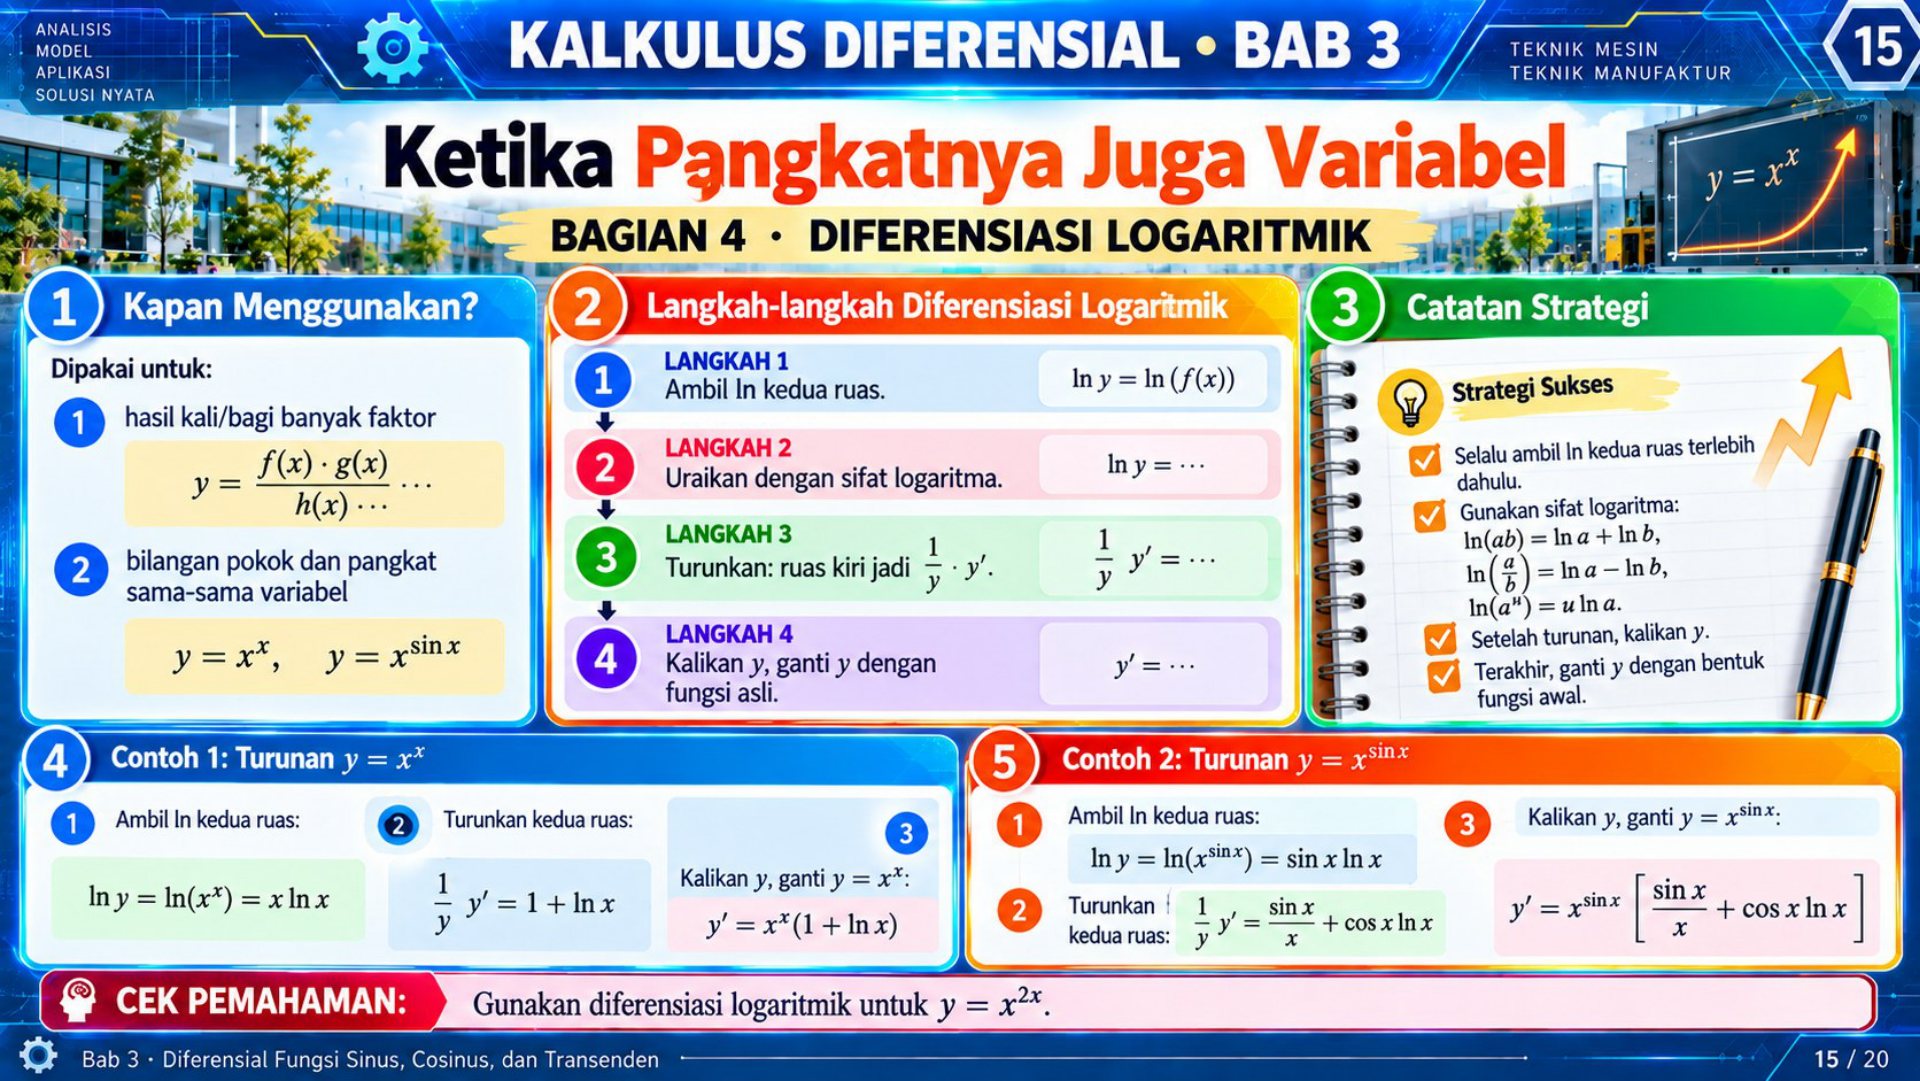 ANALISIS
MODEL
APLIKASI
SOLUSI NYATA
KALKULUS DIFERENSIAL • BAB 3
TEKNIK MESIN
TEKNIK MANUFAKTUR
15
Ketika Pangkatnya Juga Variabel
BAGIAN 4 · DIFERENSIASI LOGARITMIK
y = x^x
1 Kapan Menggunakan?
Dipakai untuk:
1 hasil kali/bagi banyak faktor
y = f(x) · g(x) / h(x) ··· ···
2 bilangan pokok dan pangkat
sama-sama variabel
y = x^x, y = x^sin x
2 Langkah-langkah Diferensiasi Logaritmik
1 LANGKAH 1
Ambil ln kedua ruas.
ln y = ln (f(x))
2 LANGKAH 2
Uraikan dengan sifat logaritma.
ln y = ···
3 LANGKAH 3
Turunkan: ruas kiri jadi 1/y · y′.
1/y y′ = ···
4 LANGKAH 4
Kalikan y, ganti y dengan
fungsi asli.
y′ = ···
3 Catatan Strategi
Strategi Sukses
Selalu ambil ln kedua ruas terlebih
dahulu.
Gunakan sifat logaritma:
ln(ab) = ln a + ln b,
ln(a/b) = ln a − ln b,
ln(a^u) = u ln a.
Setelah turunan, kalikan y.
Terakhir, ganti y dengan bentuk
fungsi awal.
4 Contoh 1: Turunan y = x^x
1 Ambil ln kedua ruas:
ln y = ln(x^x) = x ln x
2 Turunkan kedua ruas:
1/y y′ = 1 + ln x
3
Kalikan y, ganti y = x^x:
y′ = x^x(1 + ln x)
5 Contoh 2: Turunan y = x^sin x
1 Ambil ln kedua ruas:
ln y = ln(x^sin x) = sin x ln x
2 Turunkan
kedua ruas:
1/y y′ = sin x/x + cos x ln x
3 Kalikan y, ganti y = x^sin x:
y′ = x^sin x [sin x/x + cos x ln x]
CEK PEMAHAMAN:
Gunakan diferensiasi logaritmik untuk y = x^2x.
Bab 3 · Diferensial Fungsi Sinus, Cosinus, dan Transenden
15 / 20